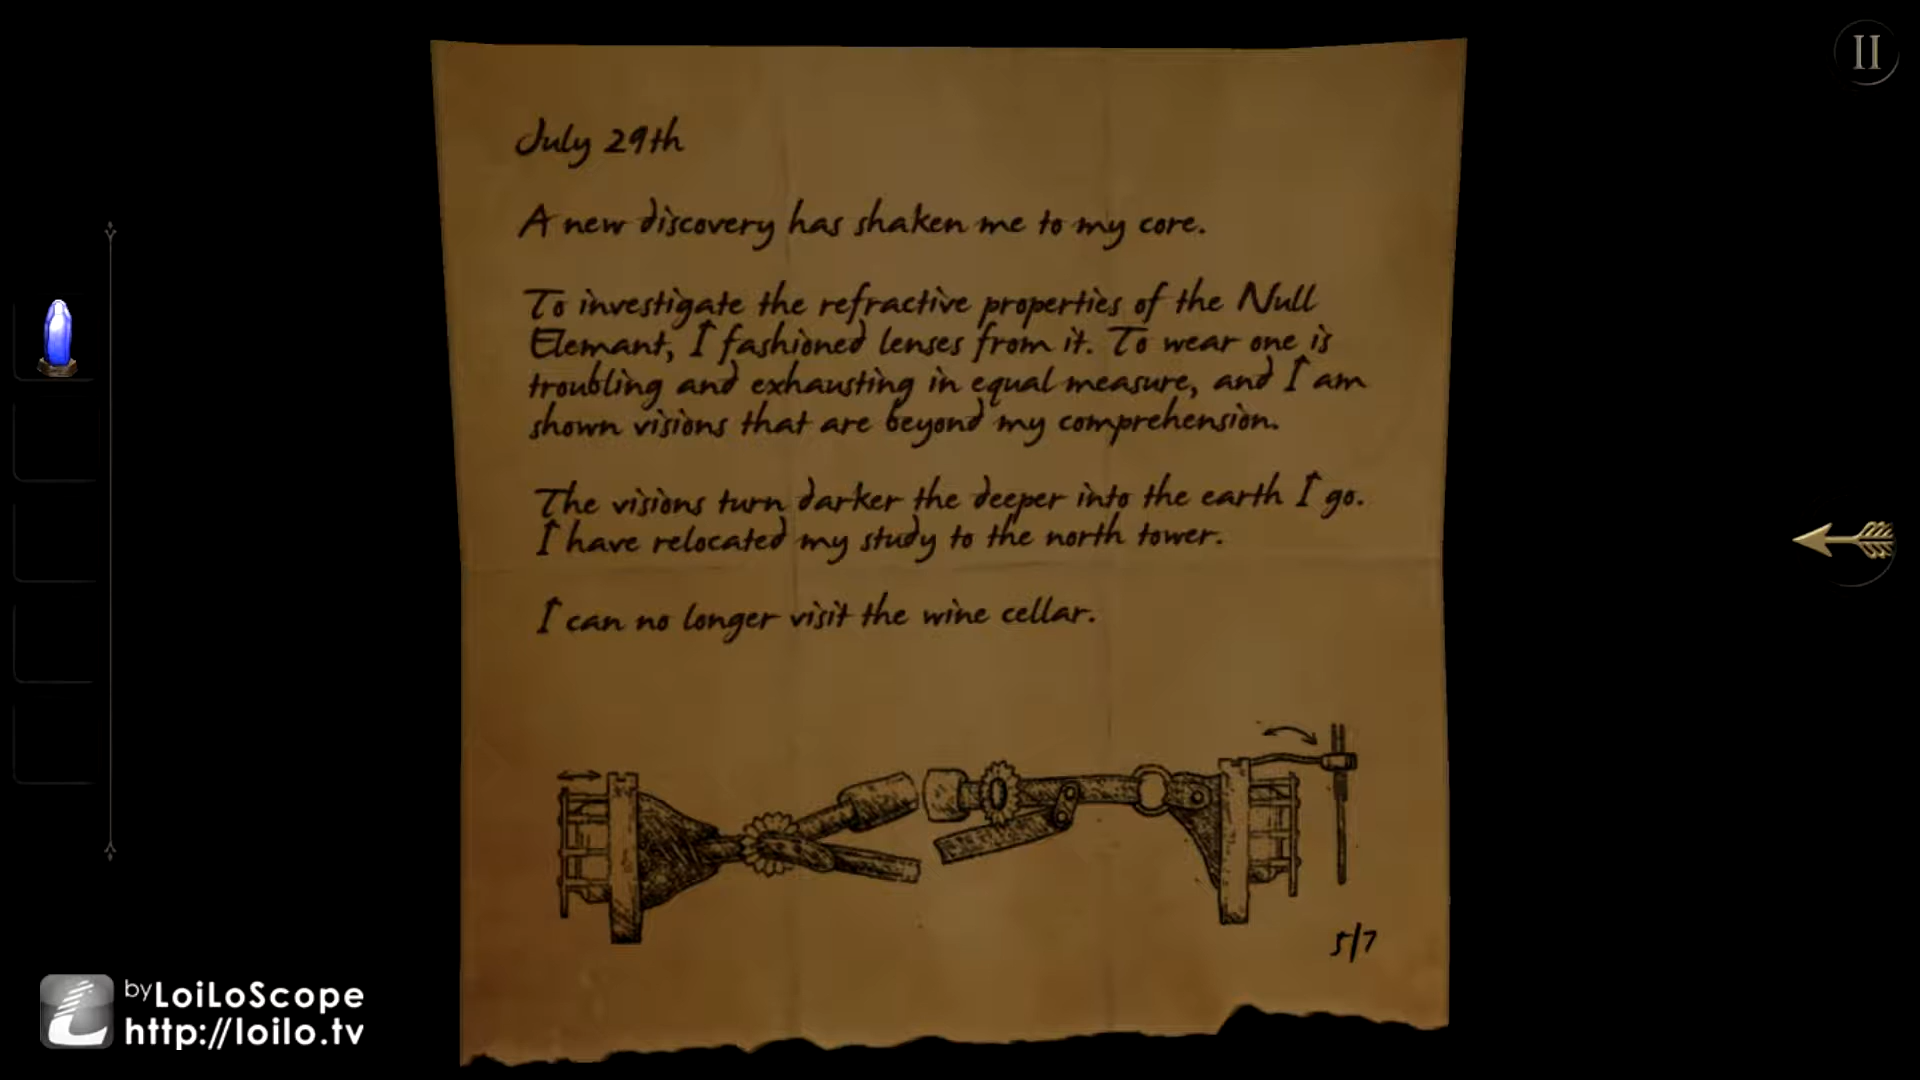 July 29th
A new discovery has shaken me to my core.
To investigate the refractive properties of the Null
Elemant, I fashioned lenses from it. To wear one is
troubling and exhausting in equal measure, and I am
shown visions that are beyond my comprehension.
The visions turn darker the deeper into the earth I go.
I have relocated my study to the north tower.
I can no longer visit the wine cellar.
5/7
by LoiLoScope
http://loilo.tv